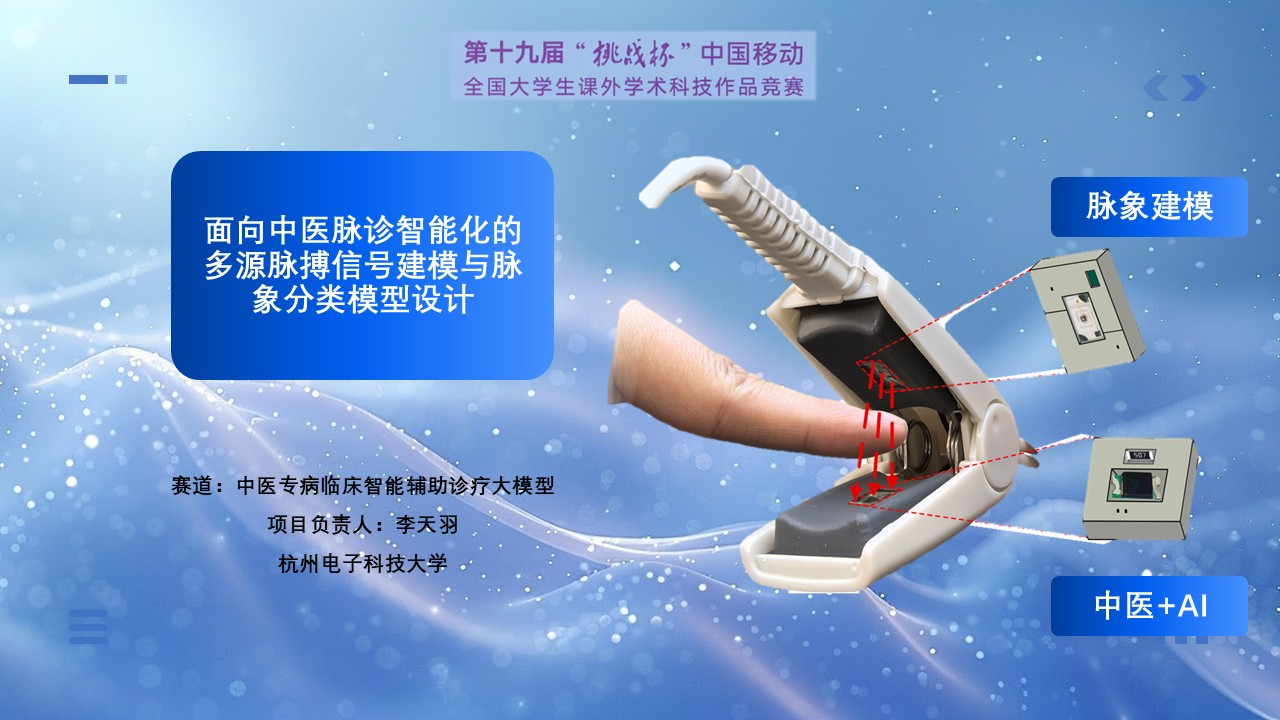 第十九届“挑战杯”中国移动
全国大学生课外学术科技作品竞赛
面向中医脉诊智能化的
多源脉搏信号建模与脉
象分类模型设计
脉象建模
赛道：中医专病临床智能辅助诊疗大模型
项目负责人：李天羽
杭州电子科技大学
中医+AI